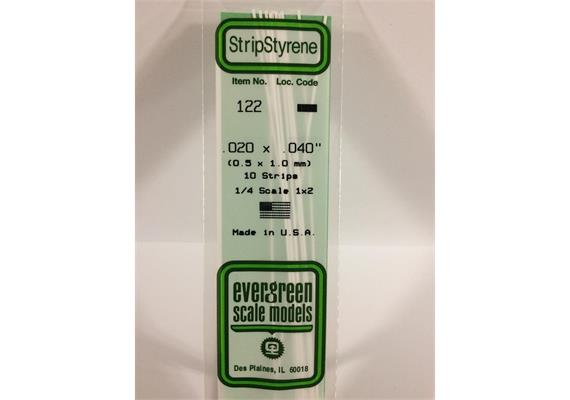 StripStyrene
Item No. Loc. Code
122
.020 x .040"
(0.5 x 1.0 mm)
10 Strips
1/4 Scale 1x2
Made in U.S.A.
evergreen
scale models
Des Plaines, IL 60018